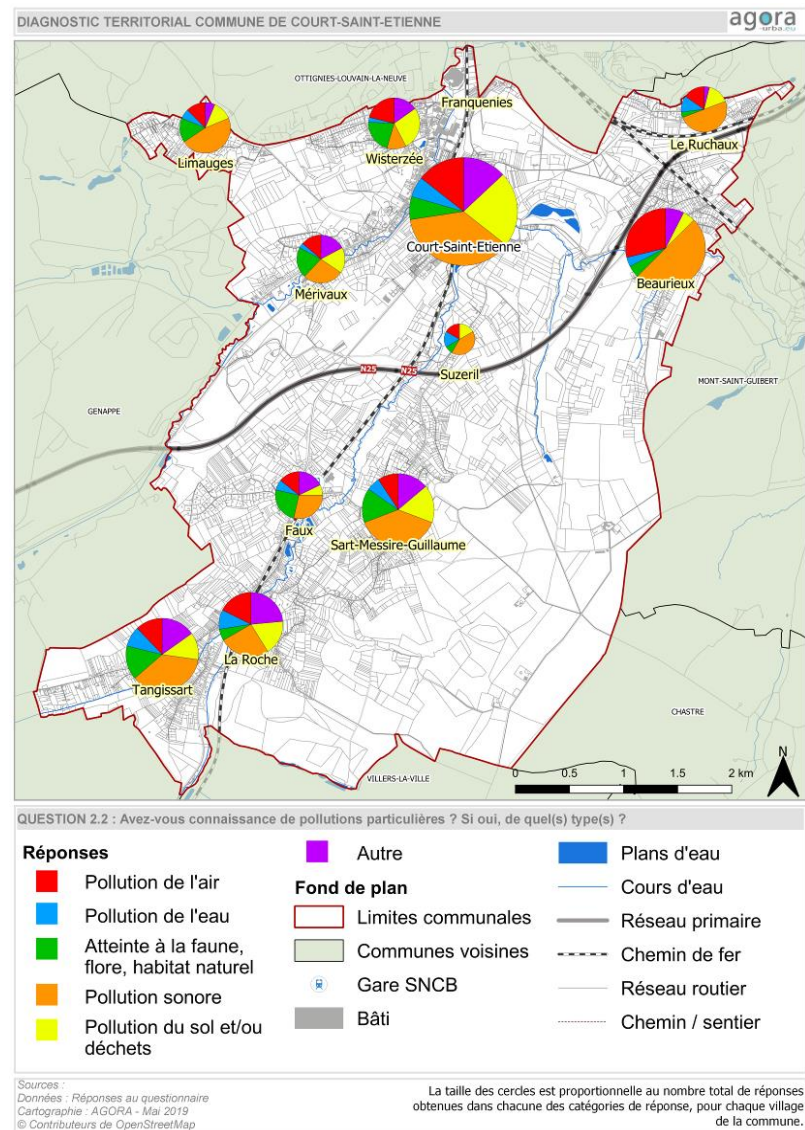 DIAGNOSTIC TERRITORIAL COMMUNE DE COURT-SAINT-ETIENNE
agora
urba.eu
OTTIGNIES-LOUVAIN-LA-NEUVE
Franquenies
Limauges
Wisterzée
Le Ruchaux
Court-Saint-Etienne
Beaurieux
Mérivaux
Suzeril
N25
N25
MONT-SAINT-GUIBERT
GENAPPE
Faux
Sart-Messire-Guillaume
La Roche
Tangissart
CHASTRE
VILLERS-LA-VILLE
N
0 0.5 1 1.5 2 km
QUESTION 2.2 : Avez-vous connaissance de pollutions particulières ? Si oui, de quel(s) type(s) ?
Réponses
Pollution de l'air
Pollution de l'eau
Atteinte à la faune,
flore, habitat naturel
Pollution sonore
Pollution du sol et/ou
déchets
Autre
Fond de plan
Limites communales
Communes voisines
Gare SNCB
Bâti
Plans d'eau
Cours d'eau
Réseau primaire
Chemin de fer
Réseau routier
Chemin / sentier
Sources :
Données : Réponses au questionnaire
Cartographie : AGORA - Mai 2019
© Contributeurs de OpenStreetMap
La taille des cercles est proportionnelle au nombre total de réponses
obtenues dans chacune des catégories de réponse, pour chaque village
de la commune.